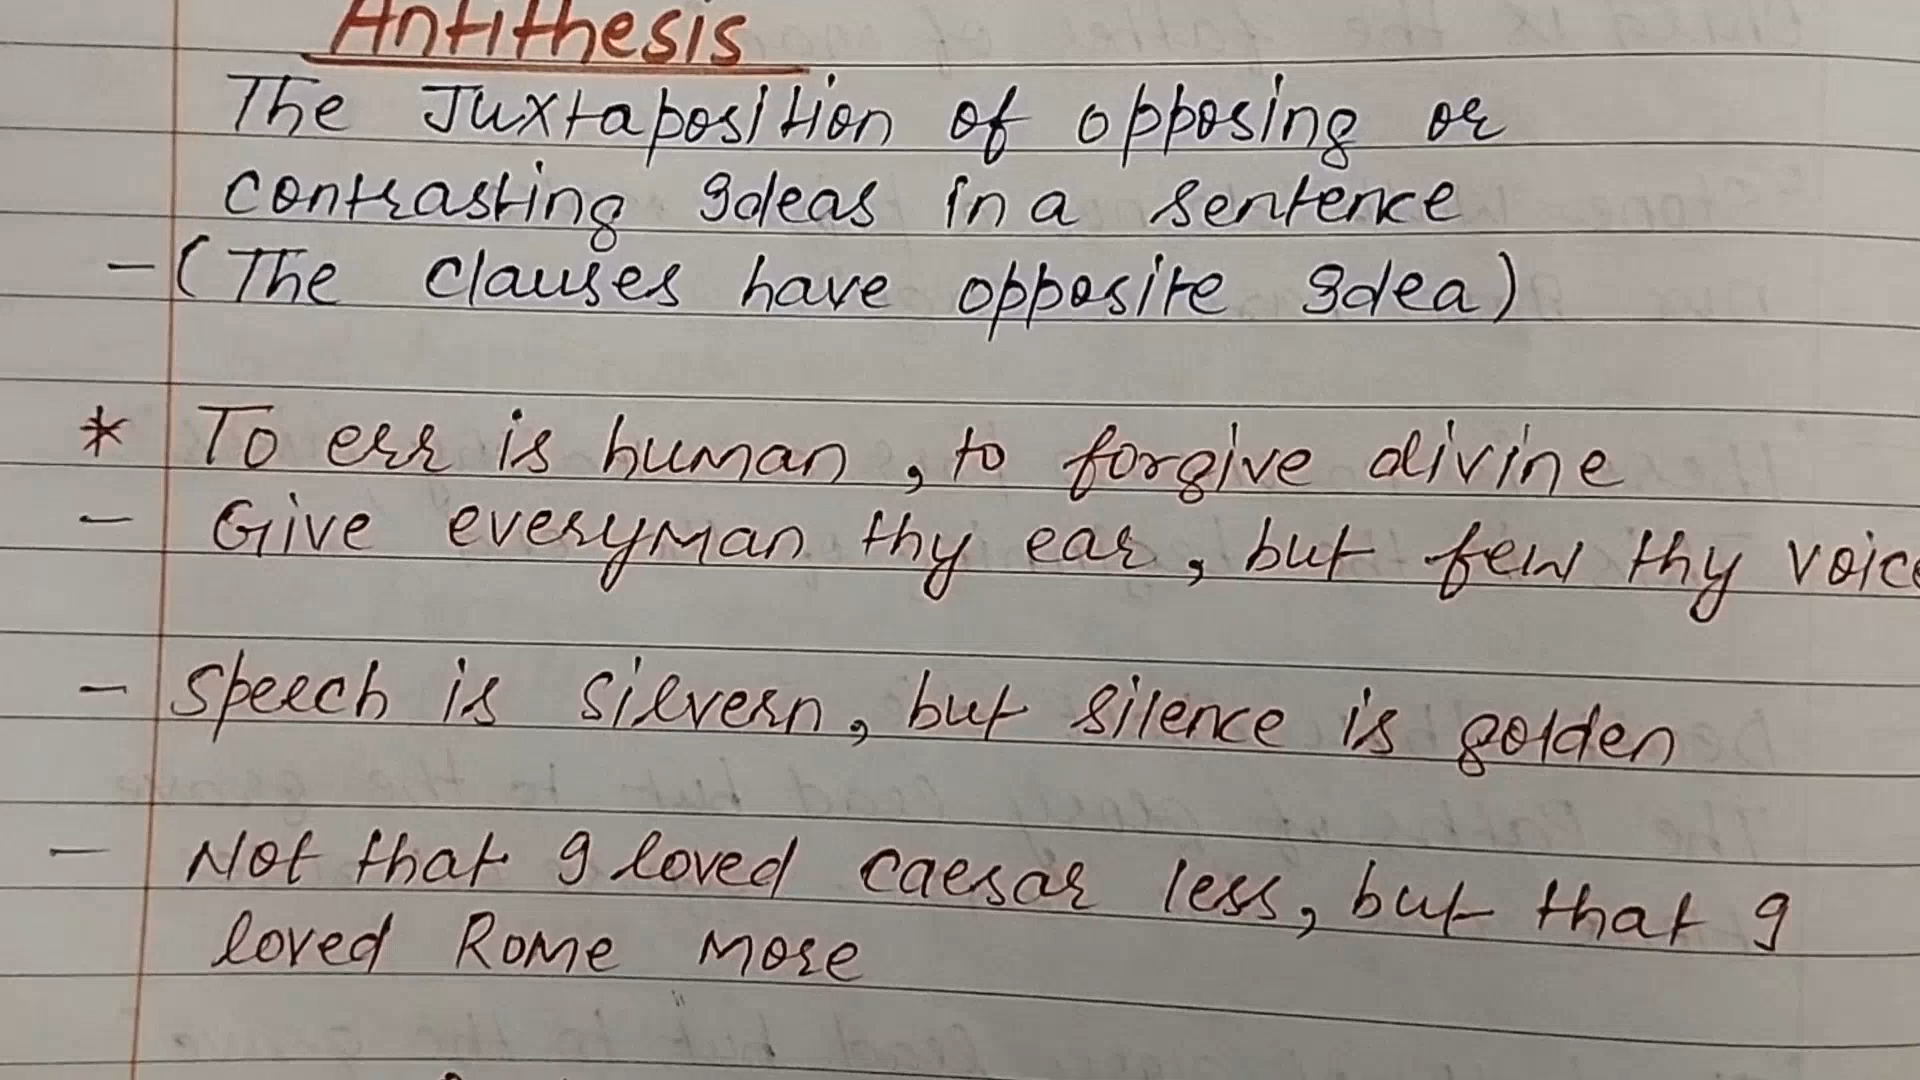 Antithesis
The Juxtaposition of opposing or
contrasting Ideas in a sentence
- (The clauses have opposite Idea)
* To err is human, to forgive divine
- Give everyman thy ear, but few thy voice
- Speech is silvern, but silence is golden
- Not that I loved caesar less, but that I
loved Rome more